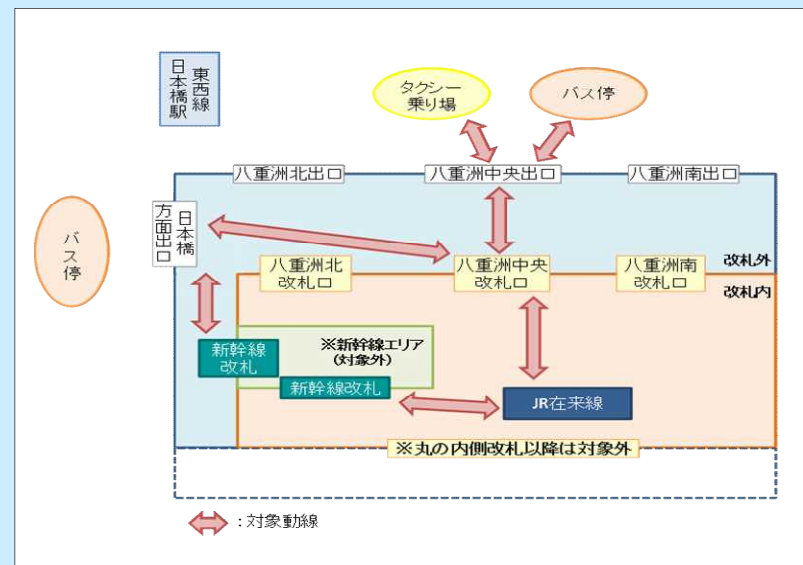 東西線
日本橋駅
タクシー
乗り場
バス停
八重洲北出口
八重洲中央出口
八重洲南出口
日本橋
方面出口
バス停
八重洲北
改札口
八重洲中央
改札口
八重洲南
改札口
改札外
改札内
※新幹線エリア
(対象外)
新幹線
改札
新幹線改札
JR在来線
※丸の内側改札以降は対象外
:対象動線